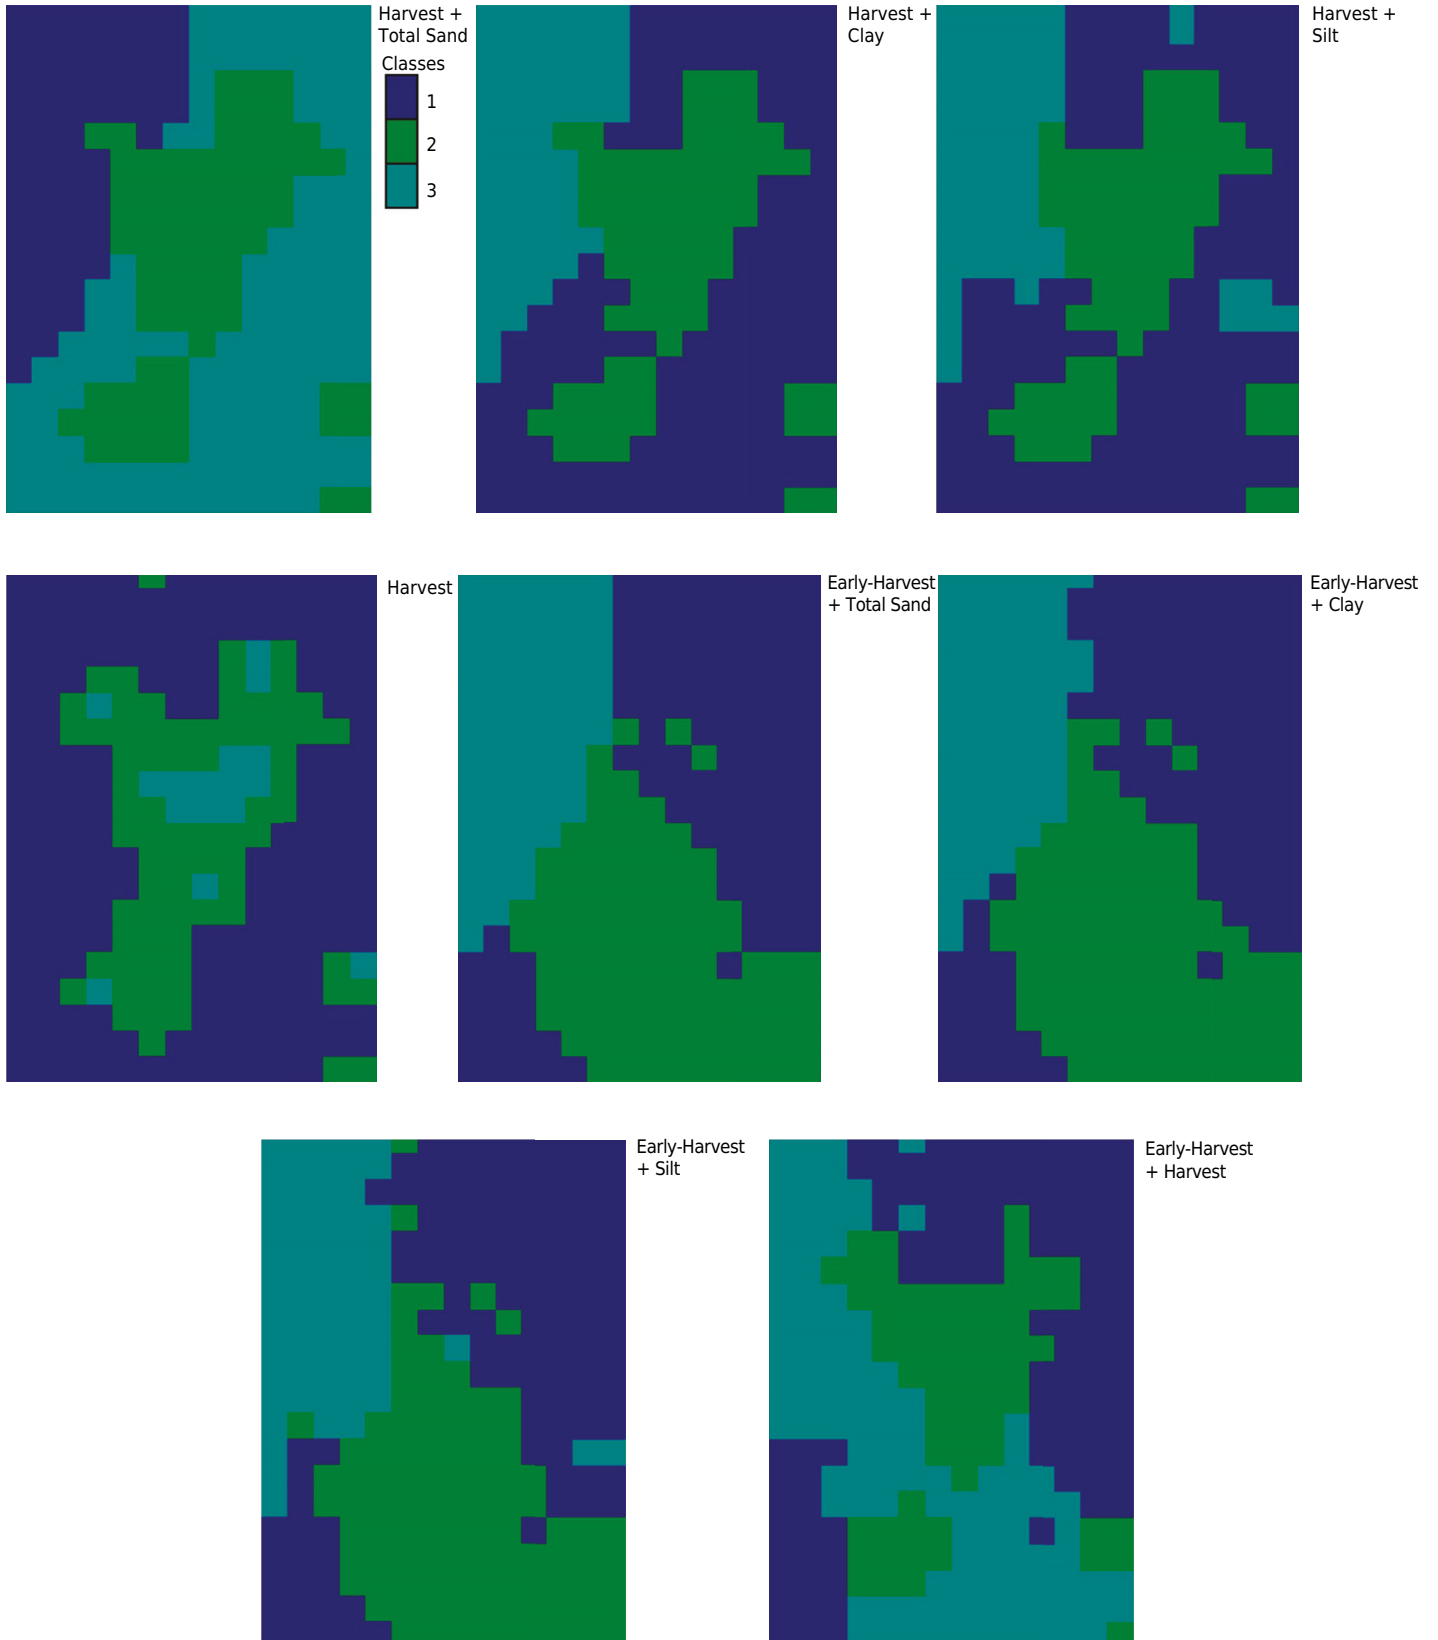 Harvest +
Total Sand
Classes
1
2
3
Harvest +
Clay
Harvest +
Silt
Harvest
Early-Harvest
+ Total Sand
Early-Harvest
+ Clay
Early-Harvest
+ Silt
Early-Harvest
+ Harvest